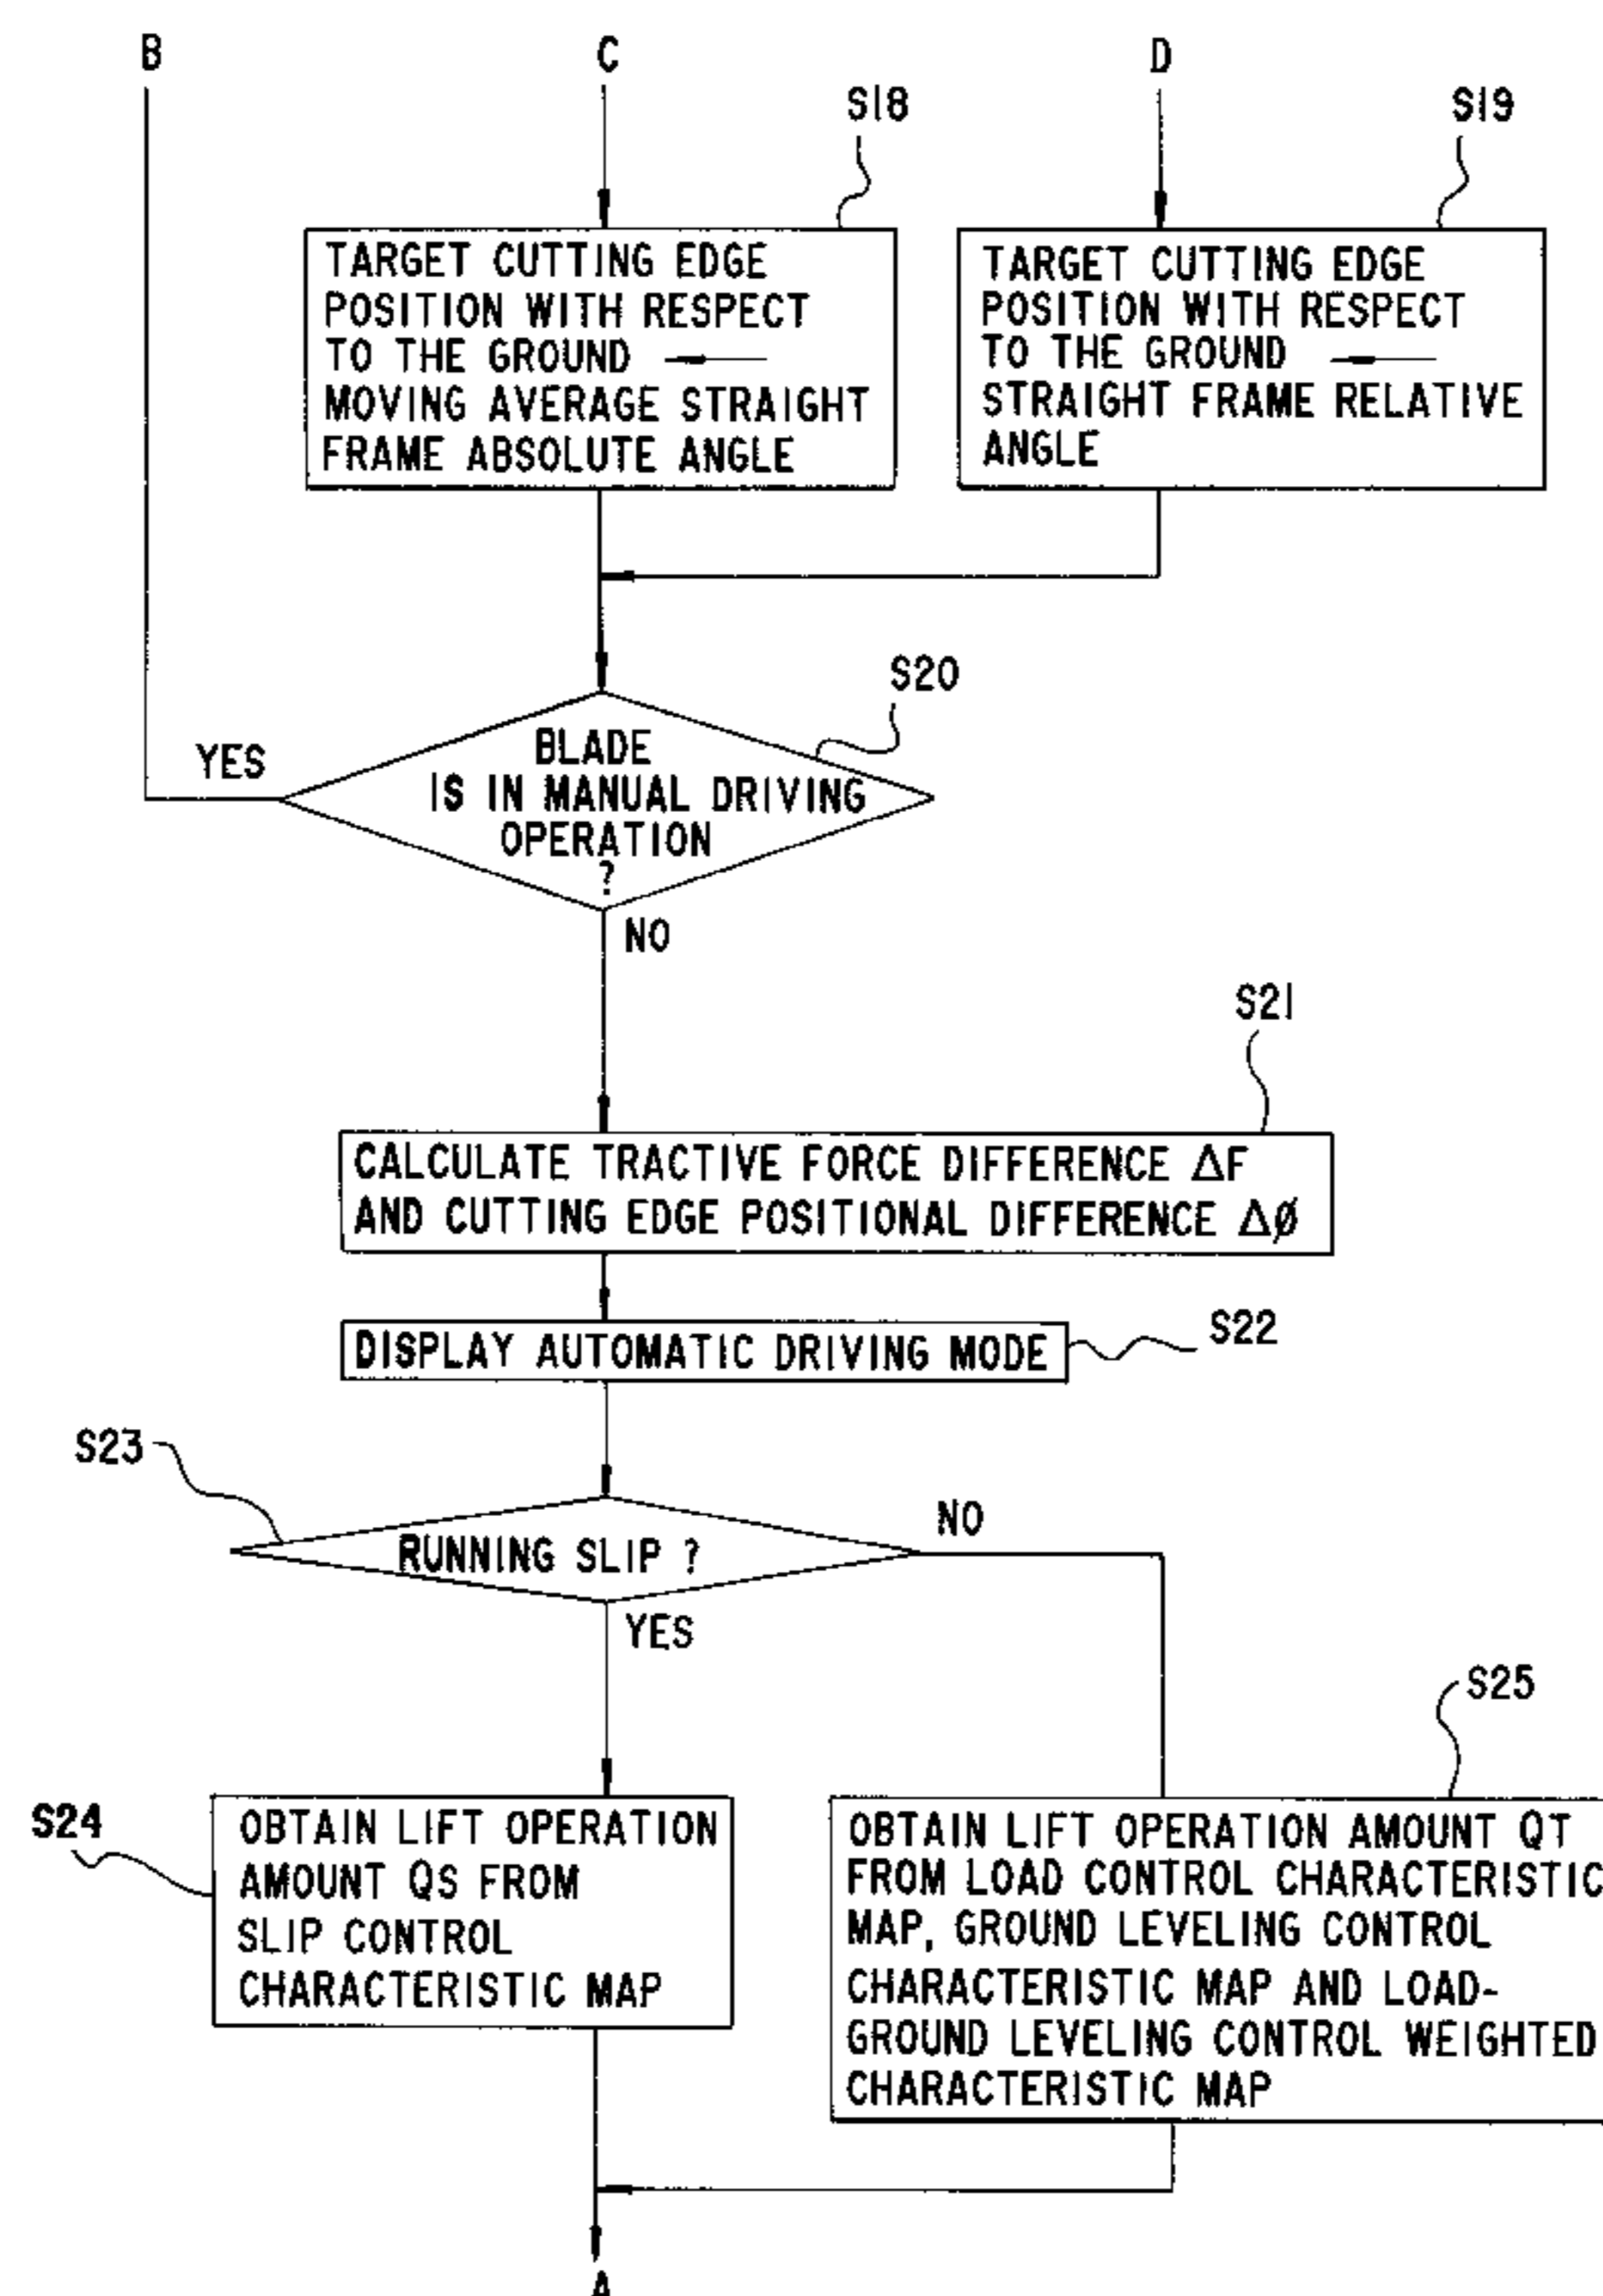 B
C
D
S18
S19
TARGET CUTTING EDGE
POSITION WITH RESPECT
TO THE GROUND ←
MOVING AVERAGE STRAIGHT
FRAME ABSOLUTE ANGLE
TARGET CUTTING EDGE
POSITION WITH RESPECT
TO THE GROUND ←
STRAIGHT FRAME RELATIVE
ANGLE
S20
YES
BLADE
IS IN MANUAL DRIVING
OPERATION
?
NO
S21
CALCULATE TRACTIVE FORCE DIFFERENCE ΔF
AND CUTTING EDGE POSITIONAL DIFFERENCE Δø
S22
DISPLAY AUTOMATIC DRIVING MODE
S23
RUNNING SLIP ?
NO
YES
S24
OBTAIN LIFT OPERATION
AMOUNT QS FROM
SLIP CONTROL
CHARACTERISTIC MAP
S25
OBTAIN LIFT OPERATION AMOUNT QT
FROM LOAD CONTROL CHARACTERISTIC
MAP, GROUND LEVELING CONTROL
CHARACTERISTIC MAP AND LOAD-
GROUND LEVELING CONTROL WEIGHTED
CHARACTERISTIC MAP
A